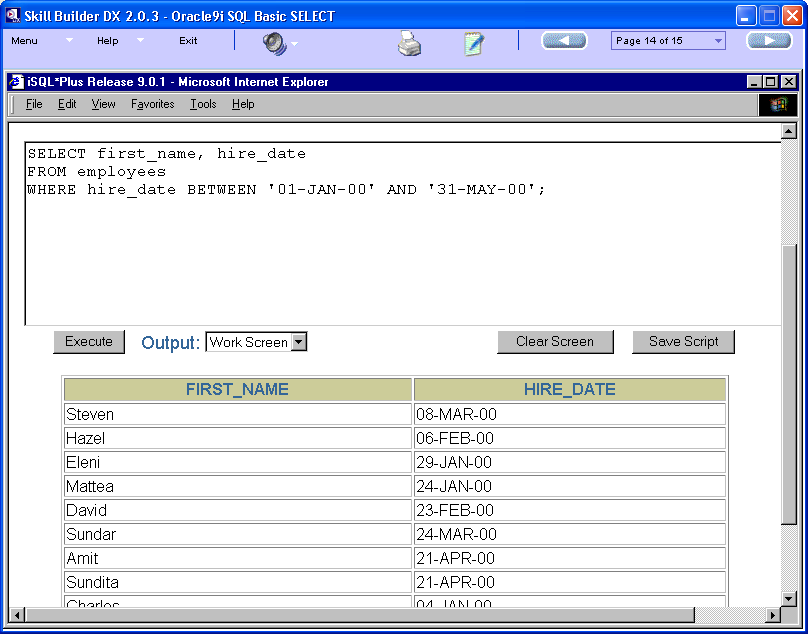 Skill Builder DX 2.0.3 - Oracle9i SQL Basic SELECT
Menu Help Exit Page 14 of 15
iSQL*Plus Release 9.0.1 - Microsoft Internet Explorer
File Edit View Favorites Tools Help
SELECT first_name, hire_date
FROM employees
WHERE hire_date BETWEEN '01-JAN-00' AND '31-MAY-00';
Execute Output: Work Screen Clear Screen Save Script
FIRST_NAME HIRE_DATE
Steven 08-MAR-00
Hazel 06-FEB-00
Eleni 29-JAN-00
Mattea 24-JAN-00
David 23-FEB-00
Sundar 24-MAR-00
Amit 21-APR-00
Sundita 21-APR-00
Charles 04-JAN-00